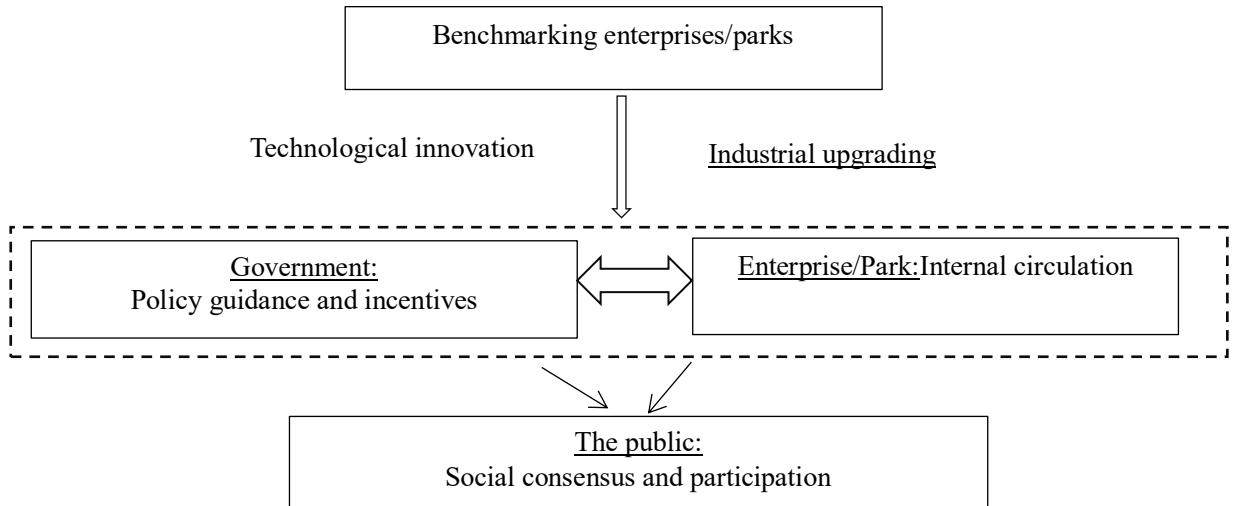 Benchmarking enterprises/parks
Technological innovation
Industrial upgrading
Government:
Policy guidance and incentives
Enterprise/Park:Internal circulation
The public:
Social consensus and participation